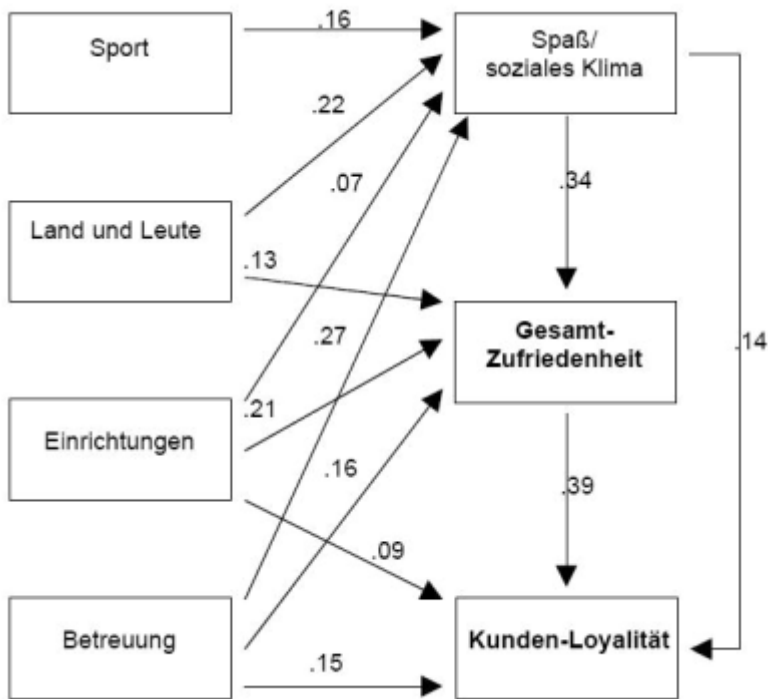 .16
Sport
Spaß/
soziales Klima
.22
.07
.34
Land und Leute
.13
.27
Gesamt-
Zufriedenheit
.14
.21
Einrichtungen
.16
.39
.09
Betreuung
Kunden-Loyalität
.15